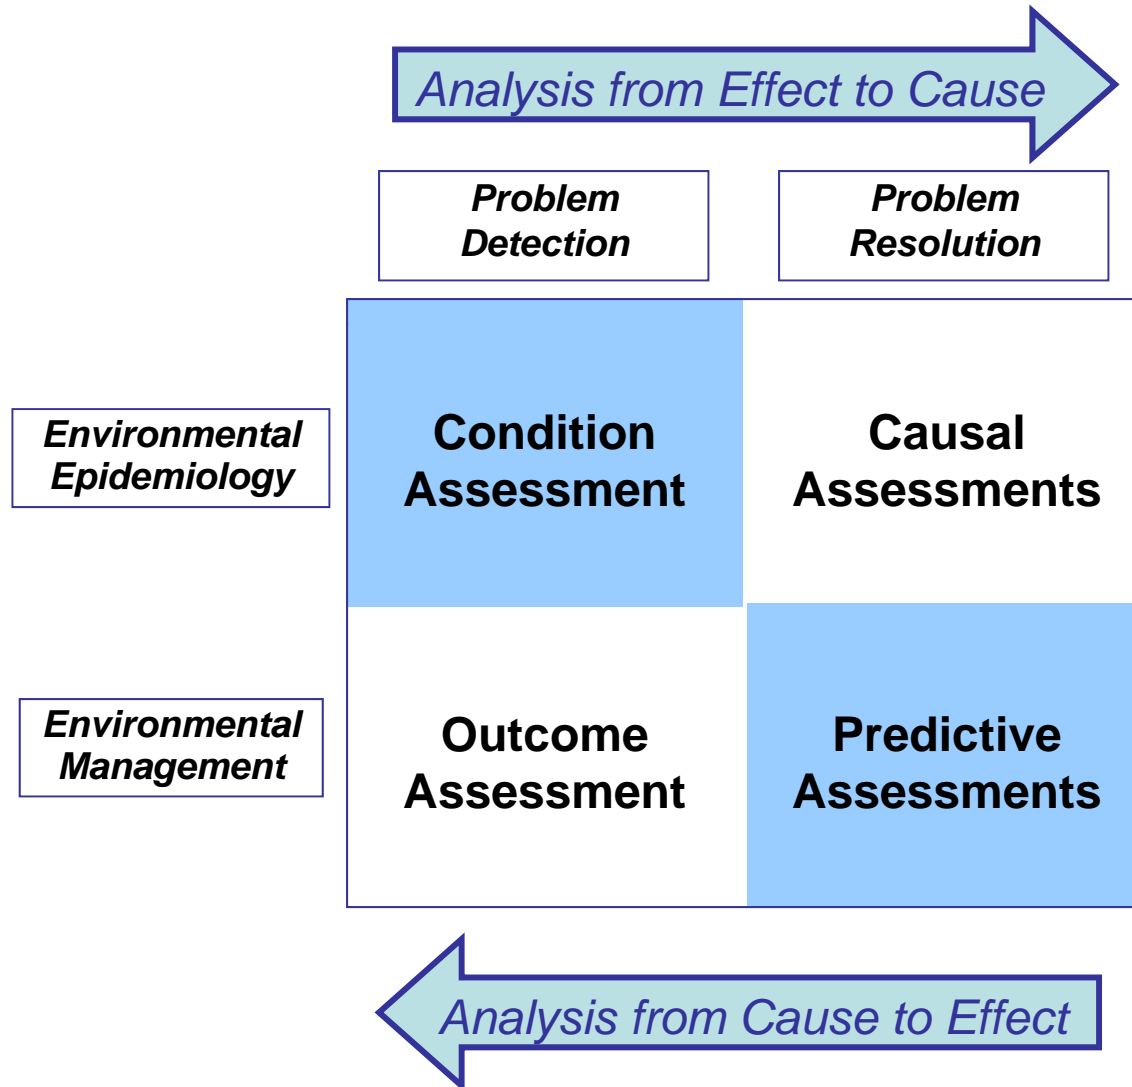 Analysis from Effect to Cause
Problem
Detection
Problem
Resolution
Environmental
Epidemiology
Condition
Assessment
Causal
Assessments
Environmental
Management
Outcome
Assessment
Predictive
Assessments
Analysis from Cause to Effect